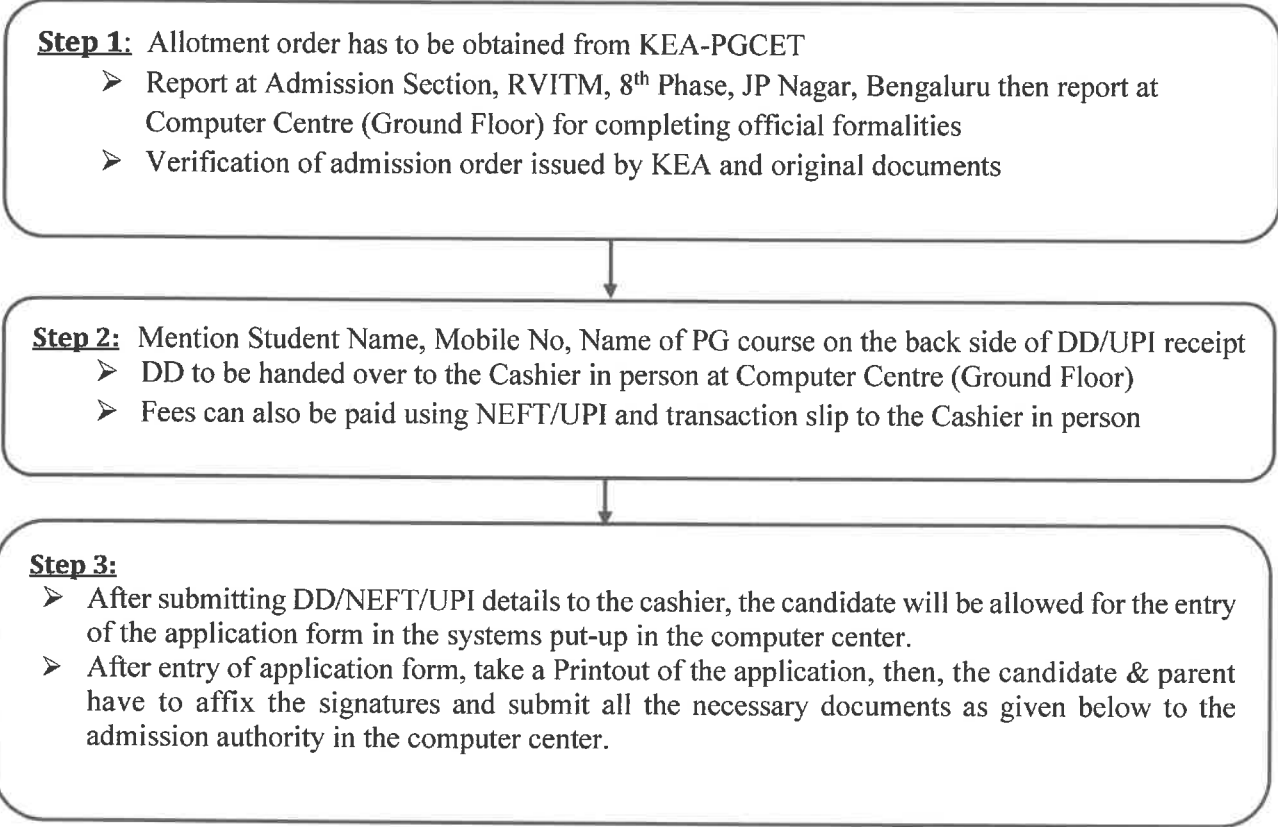 Step 1: Allotment order has to be obtained from KEA-PGCET
➢ Report at Admission Section, RVITM, 8th Phase, JP Nagar, Bengaluru then report at
Computer Centre (Ground Floor) for completing official formalities
➢ Verification of admission order issued by KEA and original documents
Step 2: Mention Student Name, Mobile No, Name of PG course on the back side of DD/UPI receipt
➢ DD to be handed over to the Cashier in person at Computer Centre (Ground Floor)
➢ Fees can also be paid using NEFT/UPI and transaction slip to the Cashier in person
Step 3:
➢ After submitting DD/NEFT/UPI details to the cashier, the candidate will be allowed for the entry
of the application form in the systems put-up in the computer center.
➢ After entry of application form, take a Printout of the application, then, the candidate & parent
have to affix the signatures and submit all the necessary documents as given below to the
admission authority in the computer center.